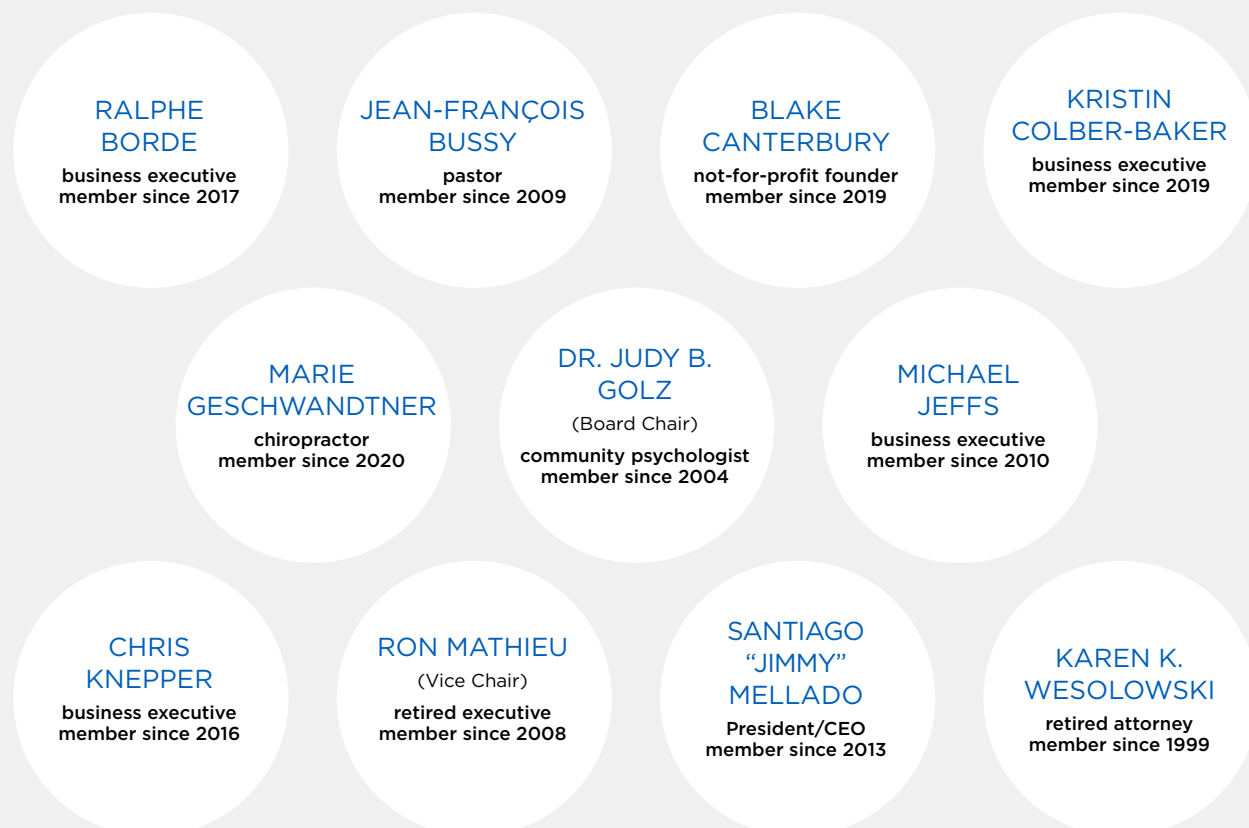 RALPHE
BORDE
business executive
member since 2017
JEAN-FRANÇOIS
BUSSY
pastor
member since 2009
BLAKE
CANTERBURY
not-for-profit founder
member since 2019
KRISTIN
COLBER-BAKER
business executive
member since 2019
MARIE
GESCHWANDTNER
chiropractor
member since 2020
DR. JUDY B.
GOLZ
(Board Chair)
community psychologist
member since 2004
MICHAEL
JEFFS
business executive
member since 2010
CHRIS
KNEPPER
business executive
member since 2016
RON MATHIEU
(Vice Chair)
retired executive
member since 2008
SANTIAGO
“JIMMY”
MELLADO
President/CEO
member since 2013
KAREN K.
WESOLOWSKI
retired attorney
member since 1999